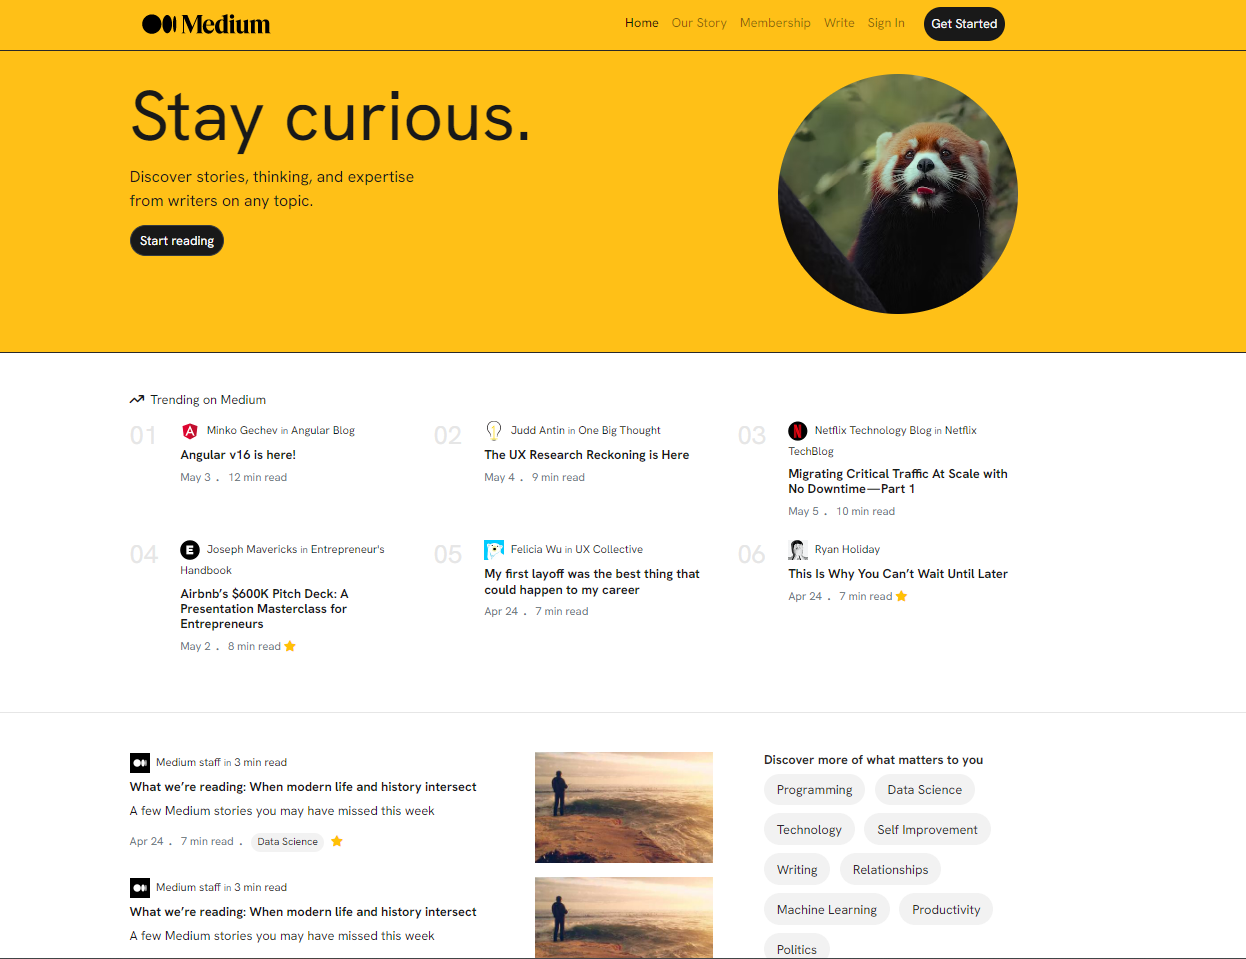 Medium
Home Our Story Membership Write Sign In Get Started
Stay curious.
Discover stories, thinking, and expertise
from writers on any topic.
Start reading
Trending on Medium
01
Minko Gechev in Angular Blog
Angular v16 is here!
May 3 . 12 min read
02
Judd Antin in One Big Thought
The UX Research Reckoning is Here
May 4 . 9 min read
03
Netflix Technology Blog in Netflix
TechBlog
Migrating Critical Traffic At Scale with
No Downtime—Part 1
May 5 . 10 min read
04
Joseph Mavericks in Entrepreneur's
Handbook
Airbnb’s $600K Pitch Deck: A
Presentation Masterclass for
Entrepreneurs
May 2 . 8 min read
05
Felicia Wu in UX Collective
My first layoff was the best thing that
could happen to my career
Apr 24 . 7 min read
06
Ryan Holiday
This Is Why You Can’t Wait Until Later
Apr 24 . 7 min read
Medium staff in 3 min read
What we’re reading: When modern life and history intersect
A few Medium stories you may have missed this week
Apr 24 . 7 min read . Data Science
Medium staff in 3 min read
What we’re reading: When modern life and history intersect
A few Medium stories you may have missed this week
Discover more of what matters to you
Programming Data Science
Technology Self Improvement
Writing Relationships
Machine Learning Productivity
Politics